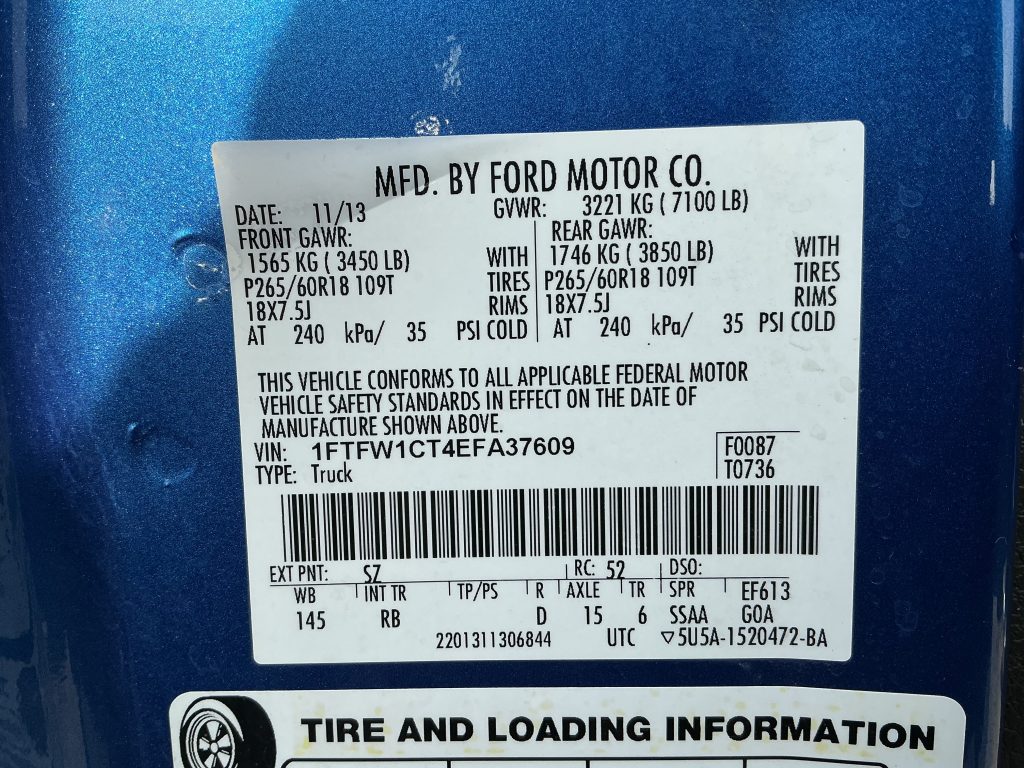 MFD. BY FORD MOTOR CO.
DATE: 11/13 GVWR: 3221 KG ( 7100 LB)
FRONT GAWR: REAR GAWR:
1565 KG ( 3450 LB) WITH 1746 KG ( 3850 LB) WITH
P265/60R18 109T TIRES P265/60R18 109T TIRES
18X7.5J RIMS 18X7.5J RIMS
AT 240 kPa/ 35 PSI COLD AT 240 kPa/ 35 PSI COLD
THIS VEHICLE CONFORMS TO ALL APPLICABLE FEDERAL MOTOR
VEHICLE SAFETY STANDARDS IN EFFECT ON THE DATE OF
MANUFACTURE SHOWN ABOVE.
VIN: 1FTFW1CT4EFA37609 F0087
TYPE: Truck T0736
EXT PNT: SZ RC: 52 DSO:
WB INT TR TP/PS R AXLE TR SPR EF613
145 RB D 15 6 SSAA GOA
2201311306844 UTC ▽5U5A-1520472-BA
TIRE AND LOADING INFORMATION